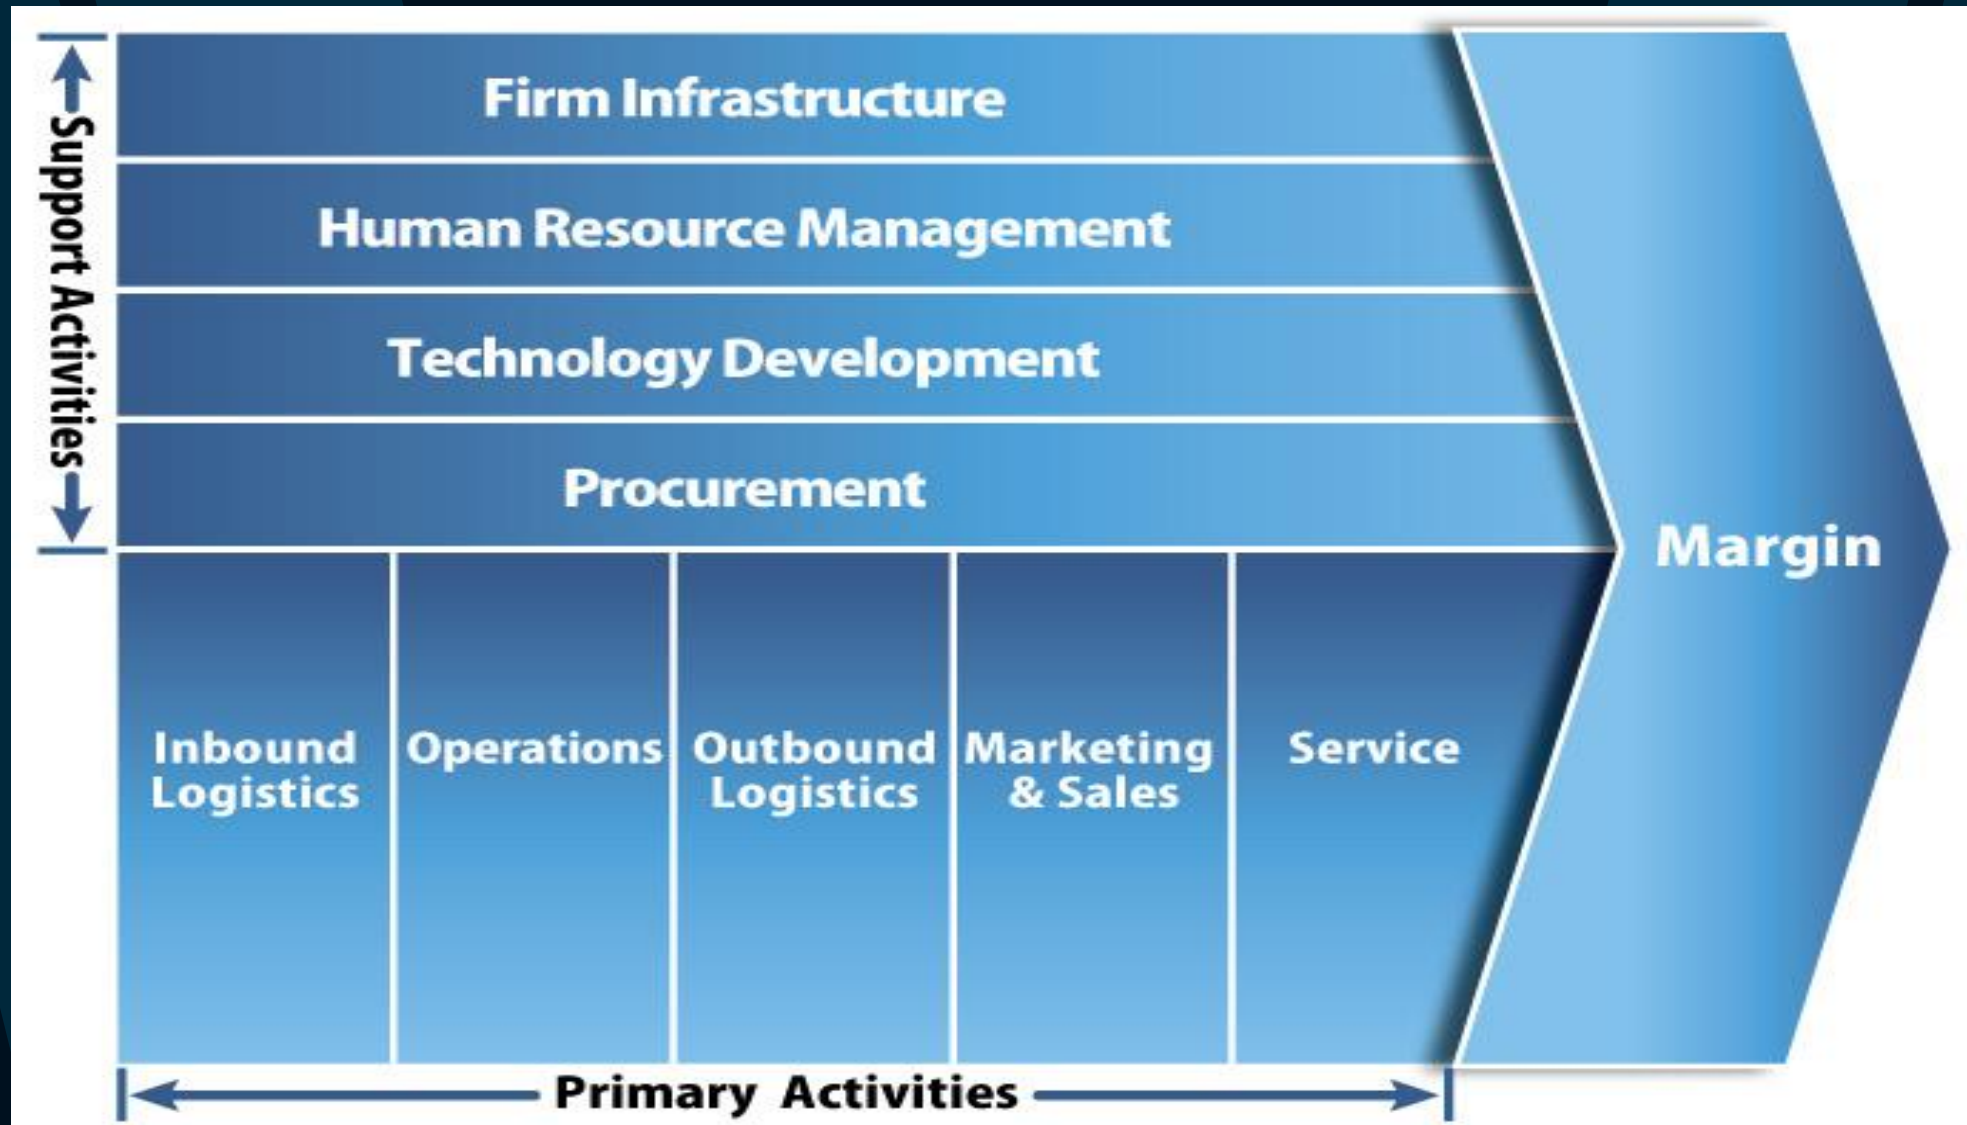 Support Activities
Firm Infrastructure
Human Resource Management
Technology Development
Procurement
Margin
Inbound
Logistics
Operations
Outbound
Logistics
Marketing
& Sales
Service
Primary Activities